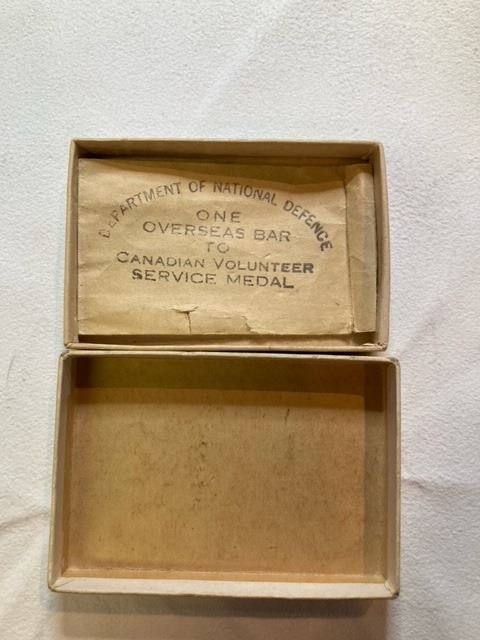 DEPARTMENT OF NATIONAL DEFENCE
ONE
OVERSEAS BAR
TO
CANADIAN VOLUNTEER
SERVICE MEDAL